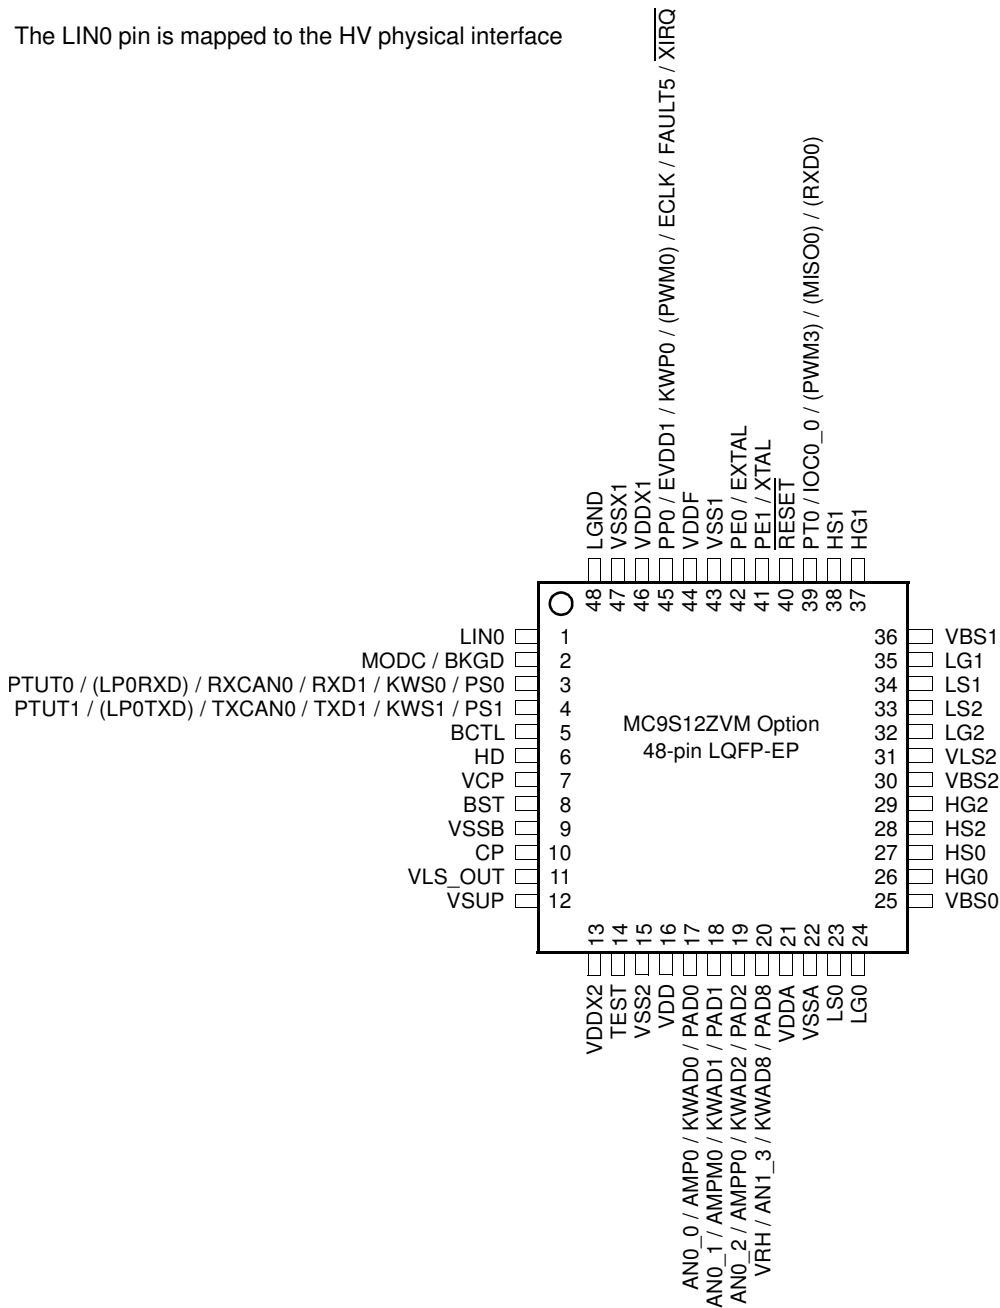 The LIN0 pin is mapped to the HV physical interface
LGND
VSSX1
VDDX1
PP0 / EVDD1 / KWP0 / (PWM0) / ECLK / FAULT5 / XIRQ
VDDF
VSS1
PE0 / EXTAL
PE1 / XTAL
RESET
PT0 / IOC0_0 / (PWM3) / (MISO0) / (RXD0)
HS1
HG1
48
47
46
45
44
43
42
41
40
39
38
37
LIN0 1
MODC / BKGD 2
PTUT0 / (LP0RXD) / RXCAN0 / RXD1 / KWS0 / PS0 3
PTUT1 / (LP0TXD) / TXCAN0 / TXD1 / KWS1 / PS1 4
BCTL 5
HD 6
VCP 7
BST 8
VSSB 9
CP 10
VLS_OUT 11
VSUP 12
MC9S12ZVM Option
48-pin LQFP-EP
36 VBS1
35 LG1
34 LS1
33 LS2
32 LG2
31 VLS2
30 VBS2
29 HG2
28 HS2
27 HS0
26 HG0
25 VBS0
13
14
15
16
17
18
19
20
21
22
23
24
VDDX2
TEST
VSS2
VDD
AN0_0 / AMP0 / KWAD0 / PAD0
AN0_1 / AMPM0 / KWAD1 / PAD1
AN0_2 / AMPP0 / KWAD2 / PAD2
VRH / AN1_3 / KWAD8 / PAD8
VDDA
VSSA
LS0
LG0